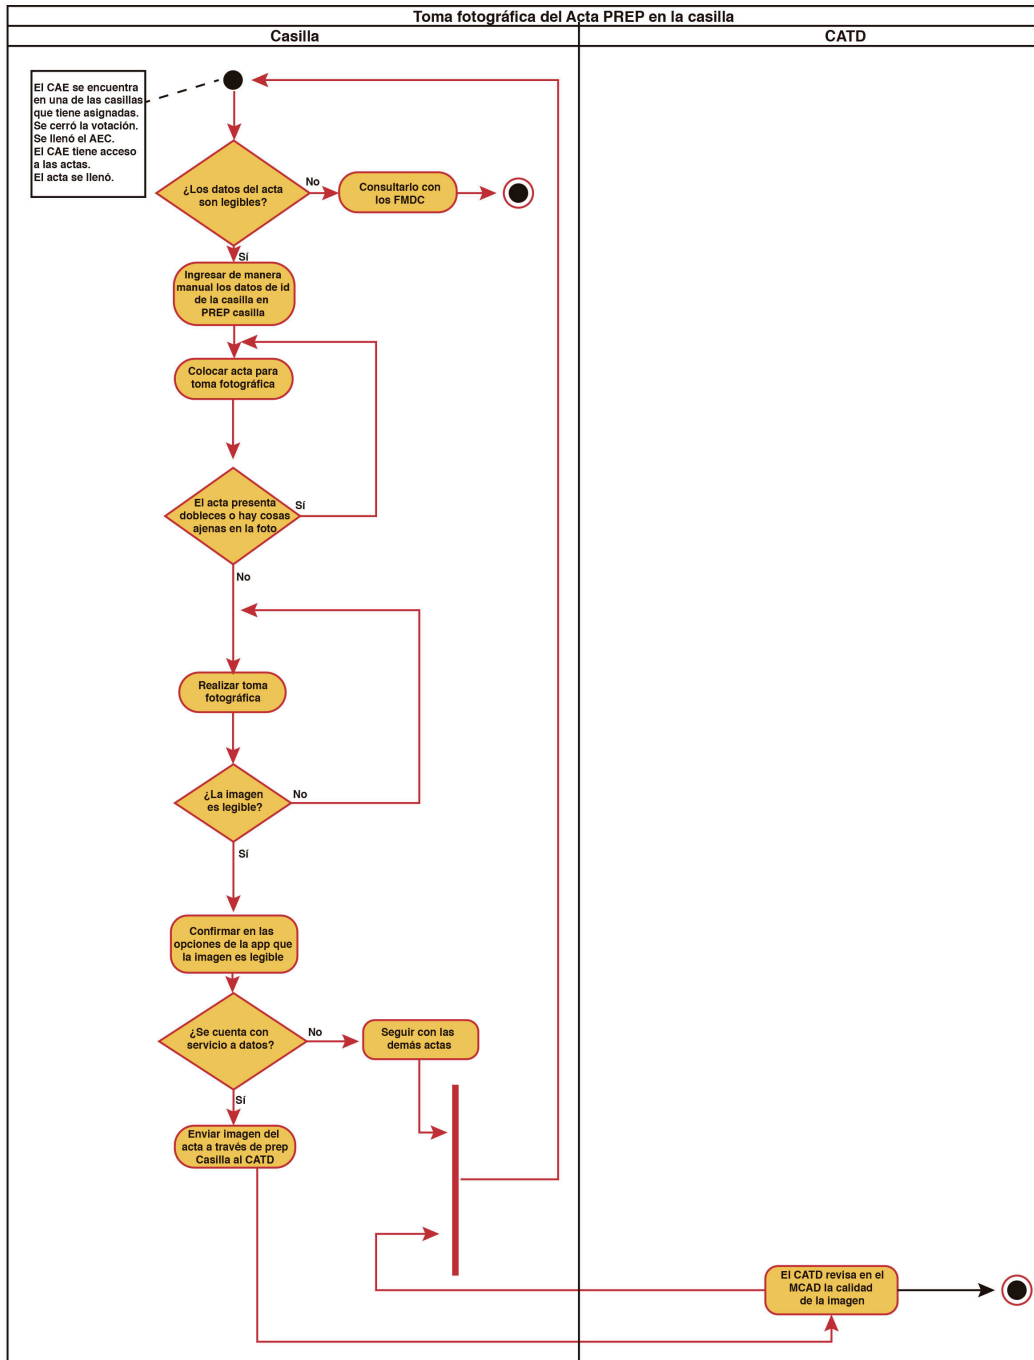 Toma fotográfica del Acta PREP en la casilla
Casilla
CATD
El CAE se encuentra
en una de las casillas
que tiene asignadas.
Se cerró la votación.
Se llenó el AEC.
El CAE tiene acceso
a las actas.
El acta se llenó.
¿Los datos del acta
son legibles?
No
Consultarlo con
los FMDC
Sí
Ingresar de manera
manual los datos de id
de la casilla en
PREP casilla
Colocar acta para
toma fotográfica
El acta presenta
dobleces o hay cosas
ajenas en la foto
Sí
No
Realizar toma
fotográfica
¿La imagen
es legible?
No
Sí
Confirmar en las
opciones de la app que
la imagen es legible
¿Se cuenta con
servicio a datos?
No
Seguir con las
demás actas
Sí
Enviar imagen del
acta a través de prep
Casilla al CATD
El CATD revisa en el
MCAD la calidad
de la imagen